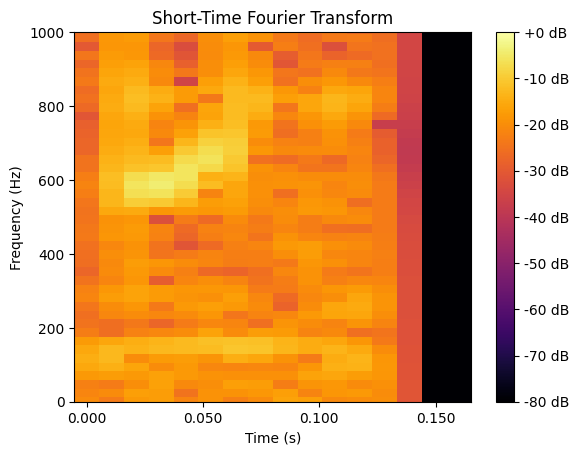 Short-Time Fourier Transform
1000
800
600
400
200
0
Frequency (Hz)
0.000
0.050
0.100
0.150
Time (s)
+0 dB
-10 dB
-20 dB
-30 dB
-40 dB
-50 dB
-60 dB
-70 dB
-80 dB